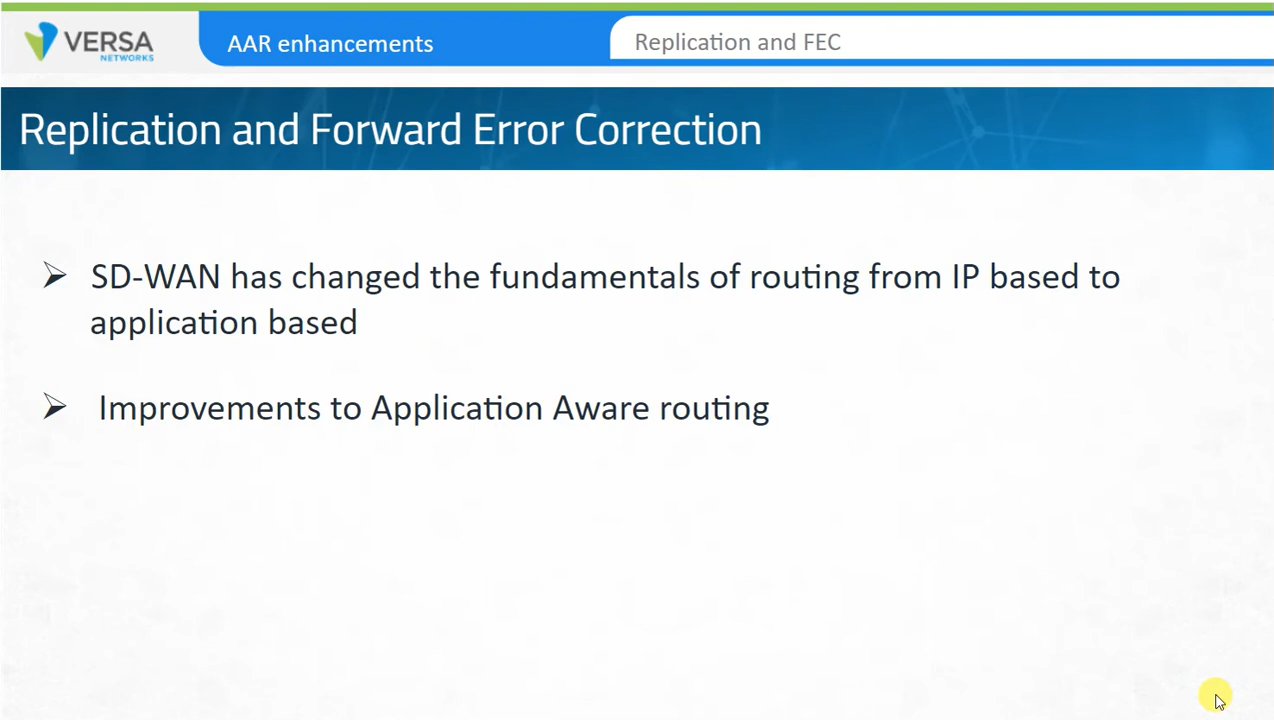 VERSA
NETWORKS
AAR enhancements
Replication and FEC
Replication and Forward Error Correction
SD-WAN has changed the fundamentals of routing from IP based to
application based
Improvements to Application Aware routing